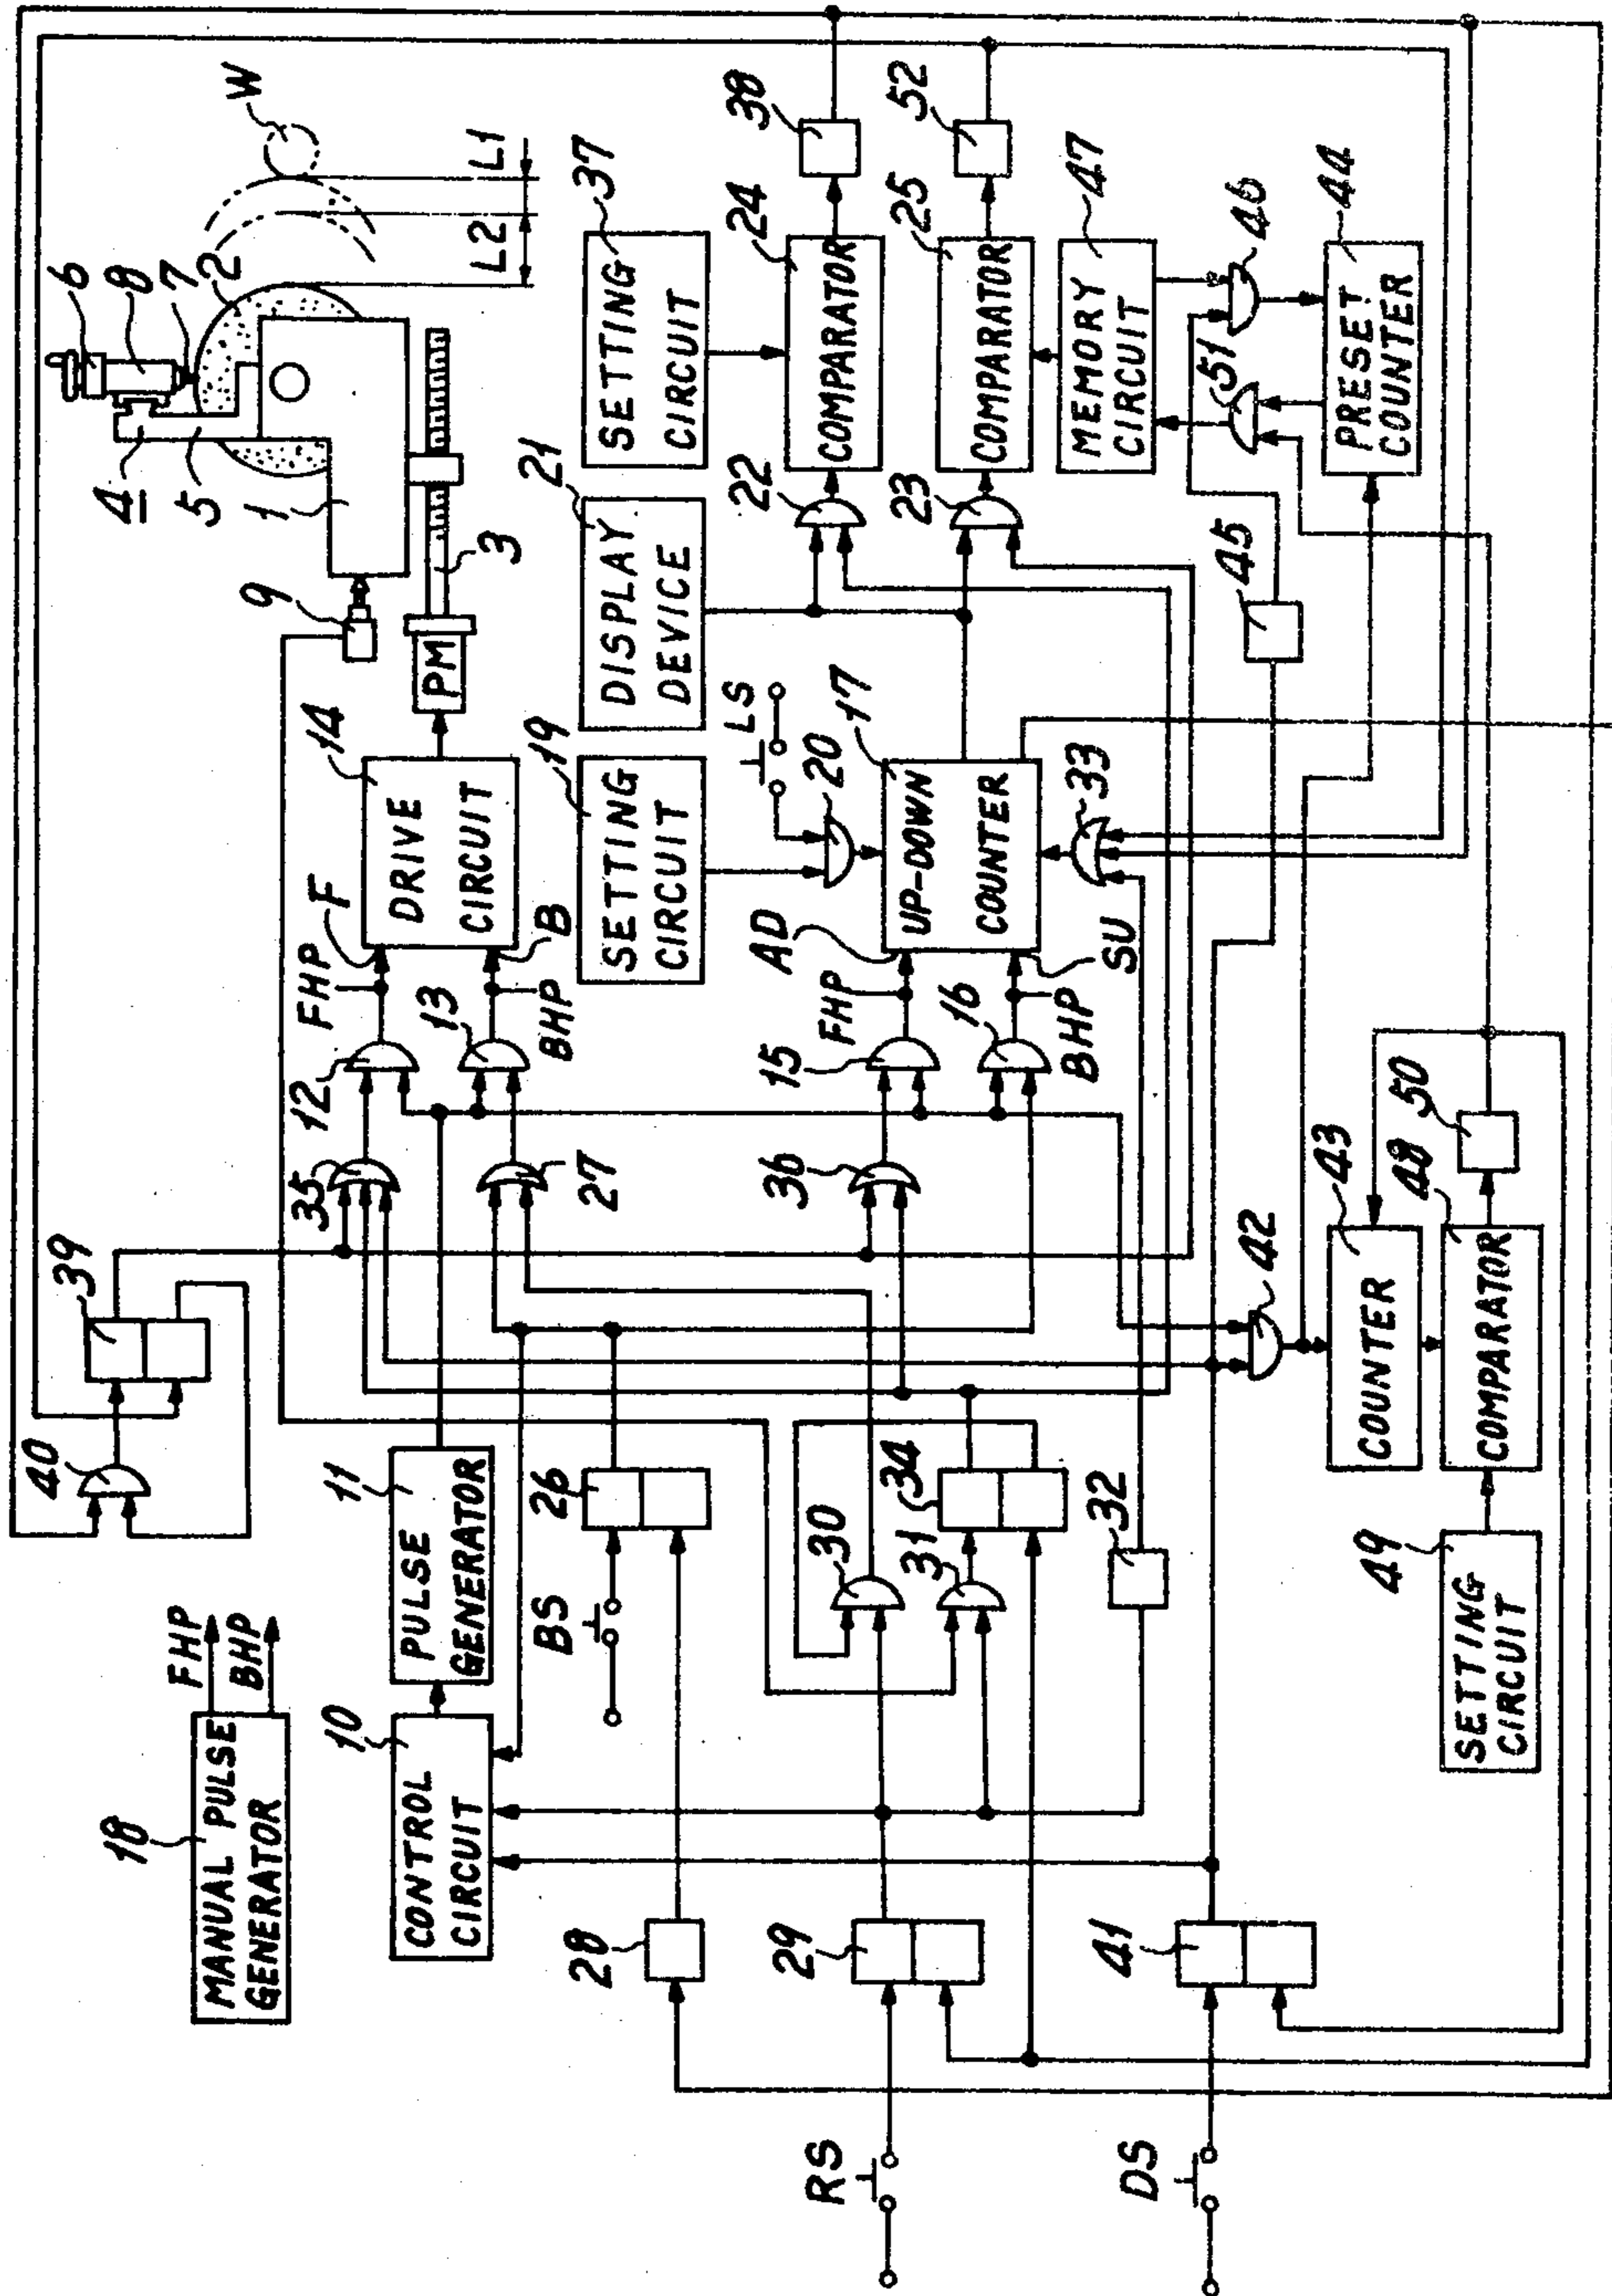 6
8
7
2
W
4
5
1
9
3
PM
L2
L1
14
DRIVE
CIRCUIT
F
FHP
B
BHP
12
13
35
27
39
40
18
MANUAL PULSE
GENERATOR
FHP
BHP
10
CONTROL
CIRCUIT
11
PULSE
GENERATOR
19
SETTING
CIRCUIT
21
DISPLAY
DEVICE
37
SETTING
CIRCUIT
LS
20
17
UP-DOWN
COUNTER
AD
FHP
SU
BHP
15
16
36
33
22
23
24
COMPARATOR
25
COMPARATOR
38
52
47
MEMORY
CIRCUIT
46
51
44
PRESET
COUNTER
45
26
BS
28
29
30
31
34
32
RS
41
DS
42
43
COUNTER
48
COMPARATOR
50
49
SETTING
CIRCUIT